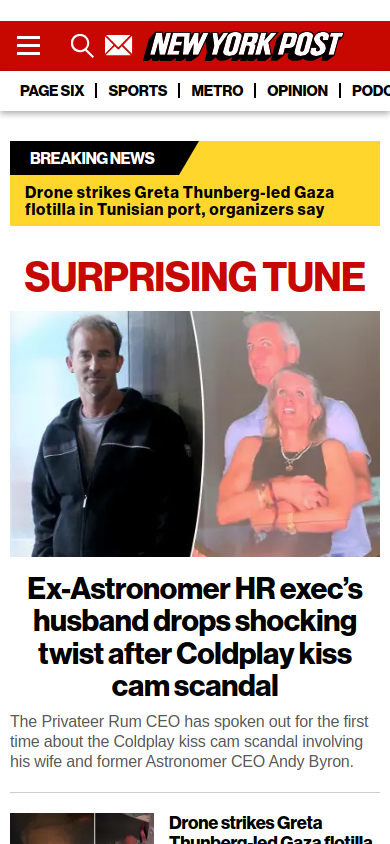 NEW YORK POST
PAGE SIX
SPORTS
METRO
OPINION
PODC
BREAKING NEWS
Drone strikes Greta Thunberg-led Gaza
flotilla in Tunisian port, organizers say
SURPRISING TUNE
Ex-Astronomer HR exec’s
husband drops shocking
twist after Coldplay kiss
cam scandal
The Privateer Rum CEO has spoken out for the first
time about the Coldplay kiss cam scandal involving
his wife and former Astronomer CEO Andy Byron.
Drone strikes Greta
Thunberg-led Gaza flotilla